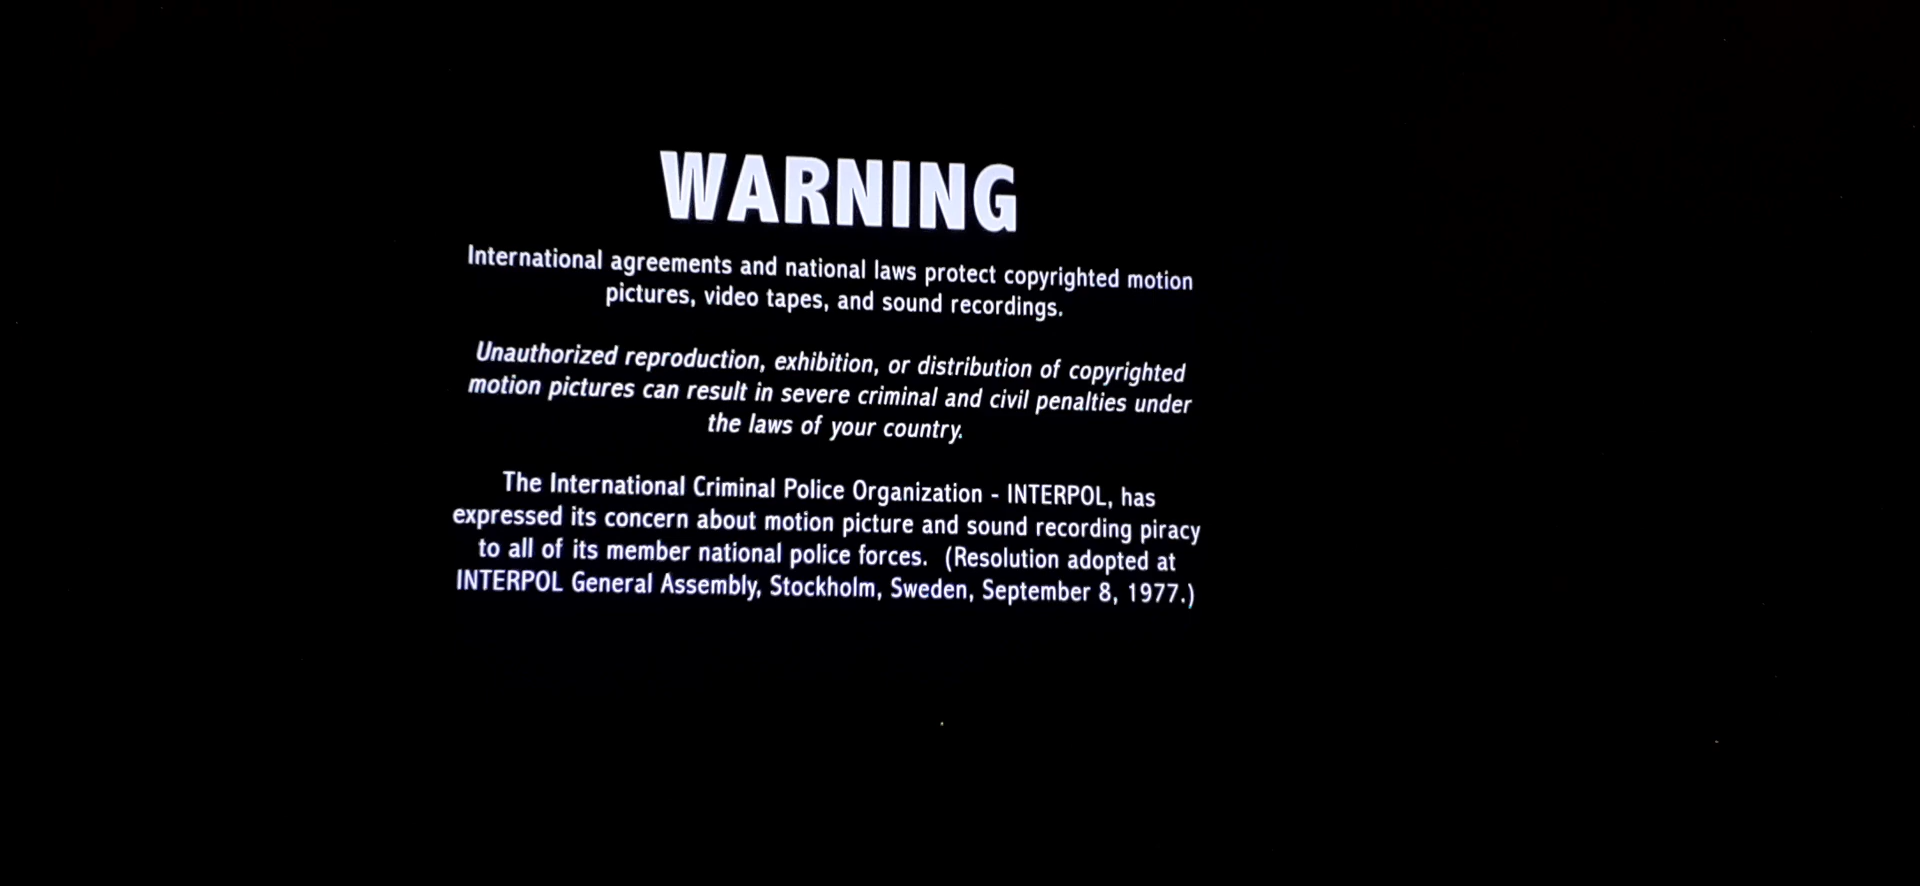 WARNING
International agreements and national laws protect copyrighted motion
pictures, video tapes, and sound recordings.
Unauthorized reproduction, exhibition, or distribution of copyrighted
motion pictures can result in severe criminal and civil penalties under
the laws of your country.
The International Criminal Police Organization - INTERPOL, has
expressed its concern about motion picture and sound recording piracy
to all of its member national police forces.  (Resolution adopted at
INTERPOL General Assembly, Stockholm, Sweden, September 8, 1977.)